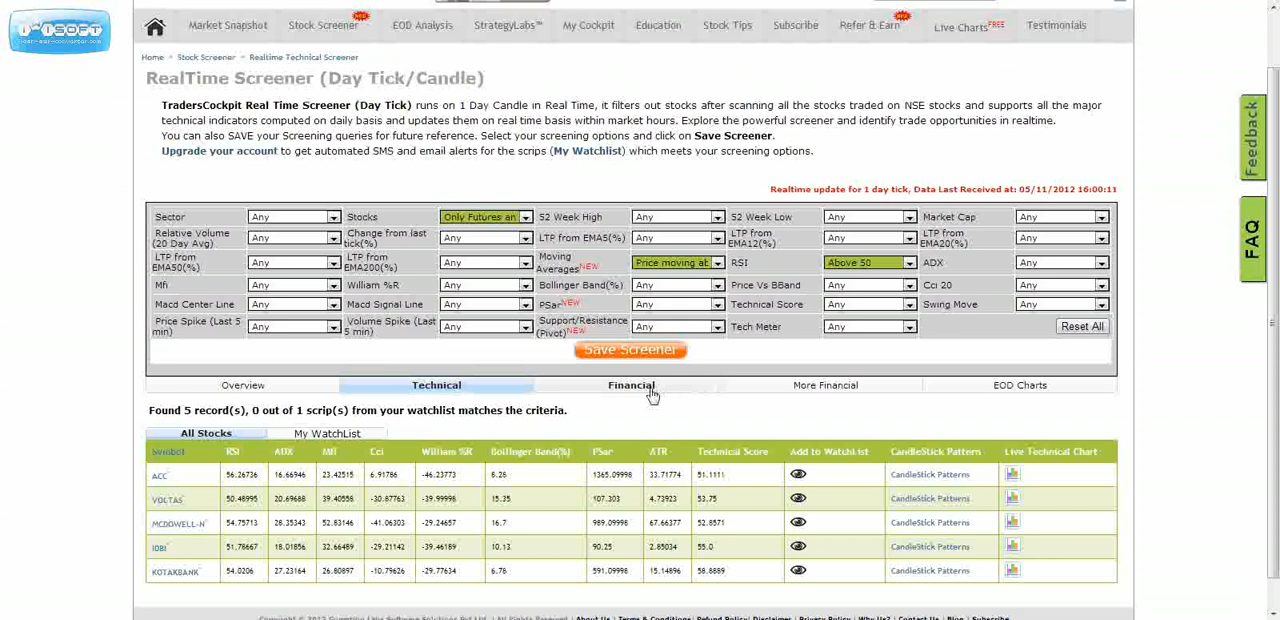 Market Snapshot Stock Screener EOD Analysis StrategyLabs™ My Cockpit Education Stock Tips Subscribe Refer & Earn Live Charts FREE Testimonials
Home » Stock Screener » Realtime Technical Screener
RealTime Screener (Day Tick/Candle)
TradersCockpit Real Time Screener (Day Tick) runs on 1 Day Candle in Real Time, it filters out stocks after scanning all the stocks traded on NSE stocks and supports all the major
technical indicators computed on daily basis and updates them on real time basis within market hours. Explore the powerful screener and identify trade opportunities in realtime.
You can also SAVE your Screening queries for future reference. Select your screening options and click on Save Screener.
Upgrade your account to get automated SMS and email alerts for the scrips (My Watchlist) which meets your screening options.
Feedback
FAQ
Realtime update for 1 day tick, Data Last Received at: 05/11/2012 16:00:11
Sector Any Stocks Only Futures an 52 Week High Any 52 Week Low Any Market Cap Any
Relative Volume (20 Day Avg) Any Change from last tick(%) Any LTP from EMA5(%) Any LTP from EMA12(%) Any LTP from EMA20(%) Any
LTP from EMA50(%) Any LTP from EMA200(%) Any Moving Averages NEW Price moving ab RSI Above 50 ADX Any
Mfi Any William %R Any Bollinger Band(%) Any Price Vs BBand Any Cci 20 Any
Macd Center Line Any Macd Signal Line Any PSar NEW Any Technical Score Any Swing Move Any
Price Spike (Last 5 min) Any Volume Spike (Last 5 min) Any Support/Resistance (Pivot) NEW Any Tech Meter Any Reset All
Save Screener
Overview Technical Financial More Financial EOD Charts
Found 5 record(s), 0 out of 1 scrip(s) from your watchlist matches the criteria.
All Stocks My WatchList
Symbol RSI ADX Mfi Cci William %R Bollinger Band(%) PSar ATR Technical Score Add to Watchlist CandleStick Pattern Live Technical Chart
ACC 56.26736 16.66946 23.42515 6.91786 -46.23773 8.28 1365.09998 33.71774 51.1111 CandleStick Patterns
VOLTAS 50.48995 20.69688 39.40556 -30.87763 -39.99998 15.35 107.303 4.73923 53.75 CandleStick Patterns
MCDOWELL-N 54.75713 28.35343 52.83146 -41.06303 -29.24657 16.7 989.09998 67.66377 52.8571 CandleStick Patterns
IDBI 51.78667 18.01856 32.66489 -29.21142 -39.46189 10.13 90.25 2.85034 55.0 CandleStick Patterns
KOTAKBANK 54.0206 27.23164 26.80897 -10.79626 -29.77634 6.78 591.09998 15.14896 58.8889 CandleStick Patterns